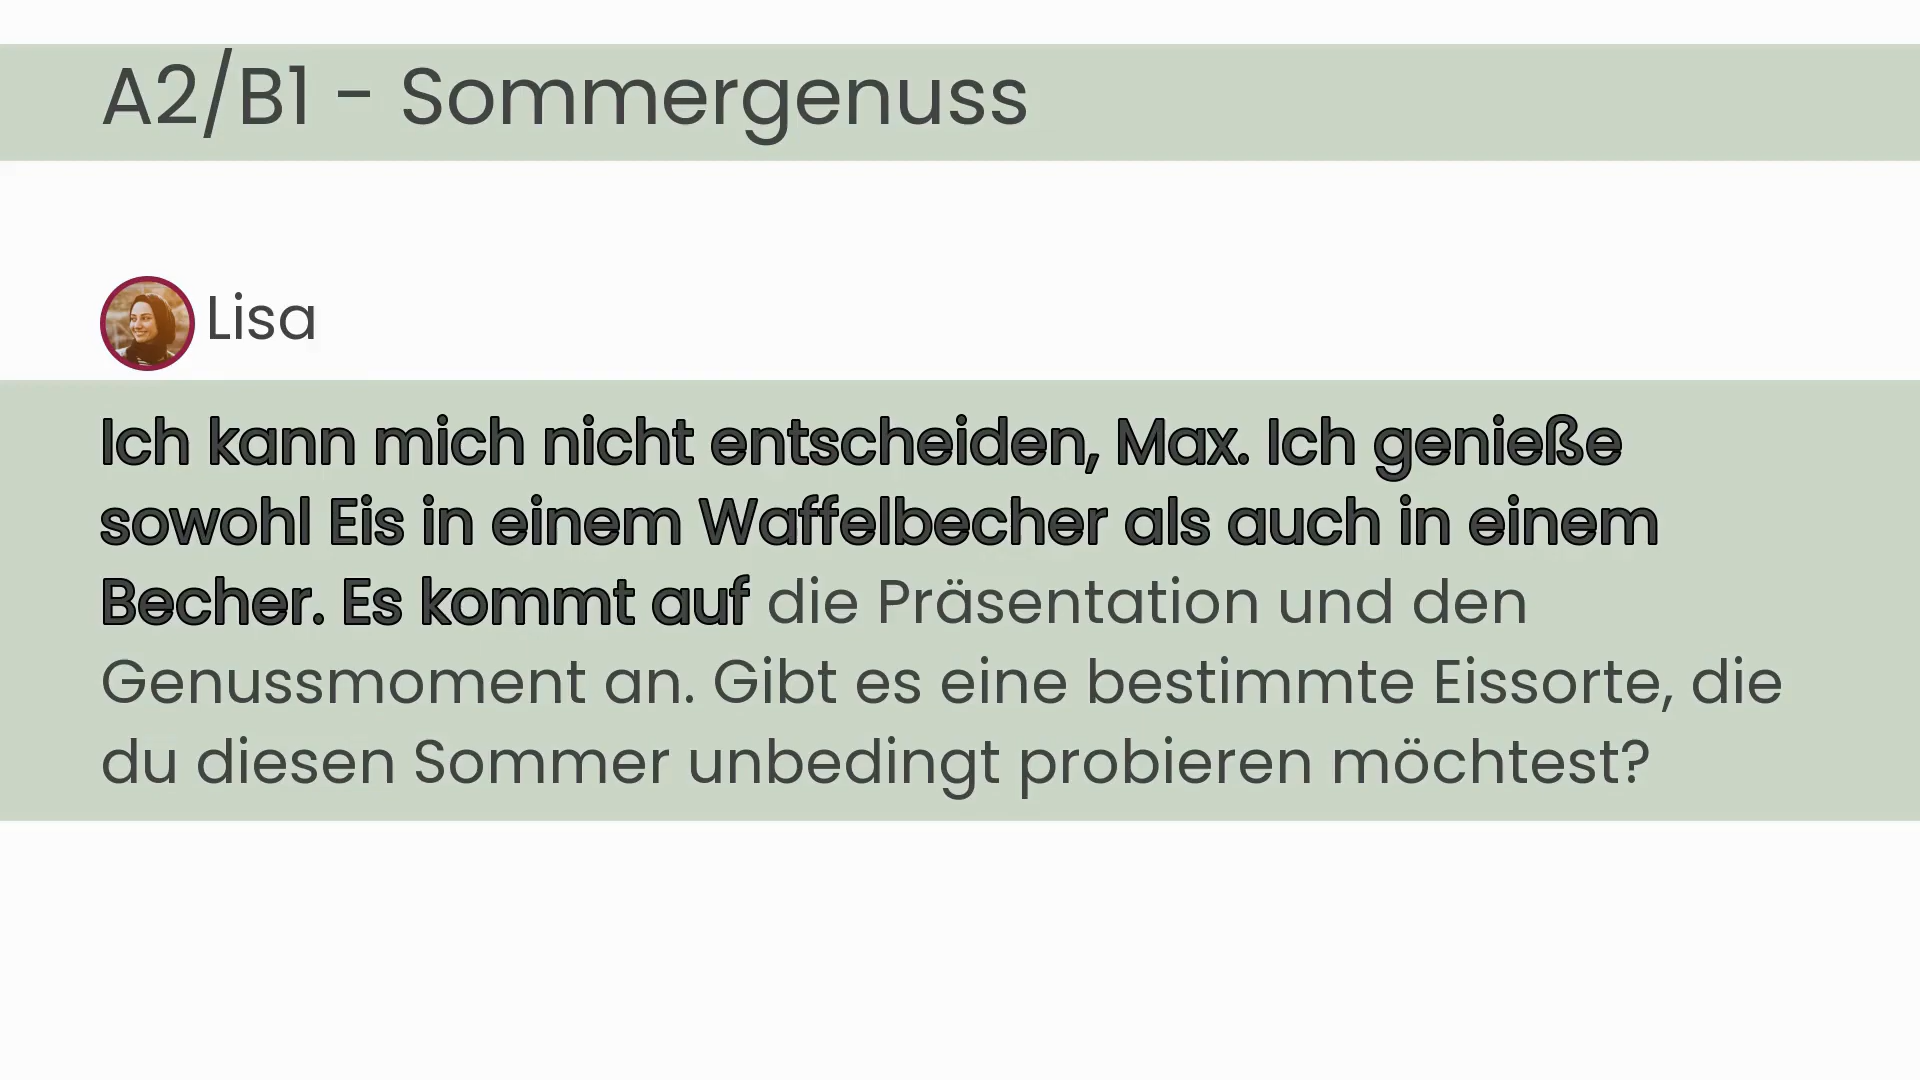 A2/B1 - Sommergenuss
Lisa
Ich kann mich nicht entscheiden, Max. Ich genieße
sowohl Eis in einem Waffelbecher als auch in einem
Becher. Es kommt auf die Präsentation und den
Genussmoment an. Gibt es eine bestimmte Eissorte, die
du diesen Sommer unbedingt probieren möchtest?